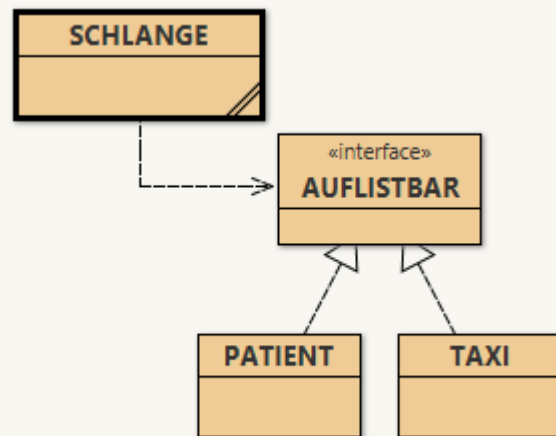 SCHLANGE
«interface»
AUFLISTBAR
PATIENT
TAXI